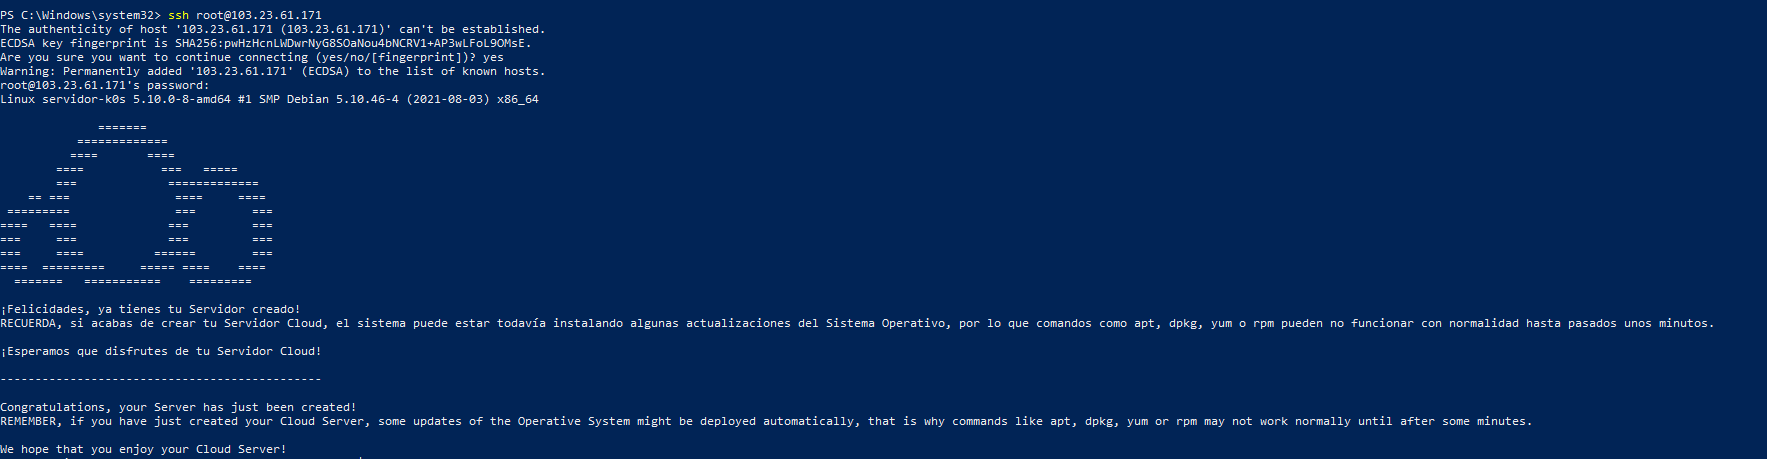 PS C:\Windows\system32> ssh root@103.23.61.171
The authenticity of host '103.23.61.171 (103.23.61.171)' can't be established.
ECDSA key fingerprint is SHA256:pwHzHcnLWDwrNyG8SOaNou4bNCRV1+AP3wLFoL9OMsE.
Are you sure you want to continue connecting (yes/no/[fingerprint])? yes
Warning: Permanently added '103.23.61.171' (ECDSA) to the list of known hosts.
root@103.23.61.171's password:
Linux servidor-k0s 5.10.0-8-amd64 #1 SMP Debian 5.10.46-4 (2021-08-03) x86_64
              =======
           =============
          ====       ====
        ====           ===   =====
        ===             =============
    == ===               ====     ====
 =========               ===        ===
====   ====             ===         ===
===     ===             ===         ===
===     ====          ======        ===
====  =========     ===== ====    ====
  =======   ===========    =========
¡Felicidades, ya tienes tu Servidor creado!
RECUERDA, si acabas de crear tu Servidor Cloud, el sistema puede estar todavía instalando algunas actualizaciones del Sistema Operativo, por lo que comandos como apt, dpkg, yum o rpm pueden no funcionar con normalidad hasta pasados unos minutos.
¡Esperamos que disfrutes de tu Servidor Cloud!
----------------------------------------------
Congratulations, your Server has just been created!
REMEMBER, if you have just created your Cloud Server, some updates of the Operative System might be deployed automatically, that is why commands like apt, dpkg, yum or rpm may not work normally until after some minutes.
We hope that you enjoy your Cloud Server!